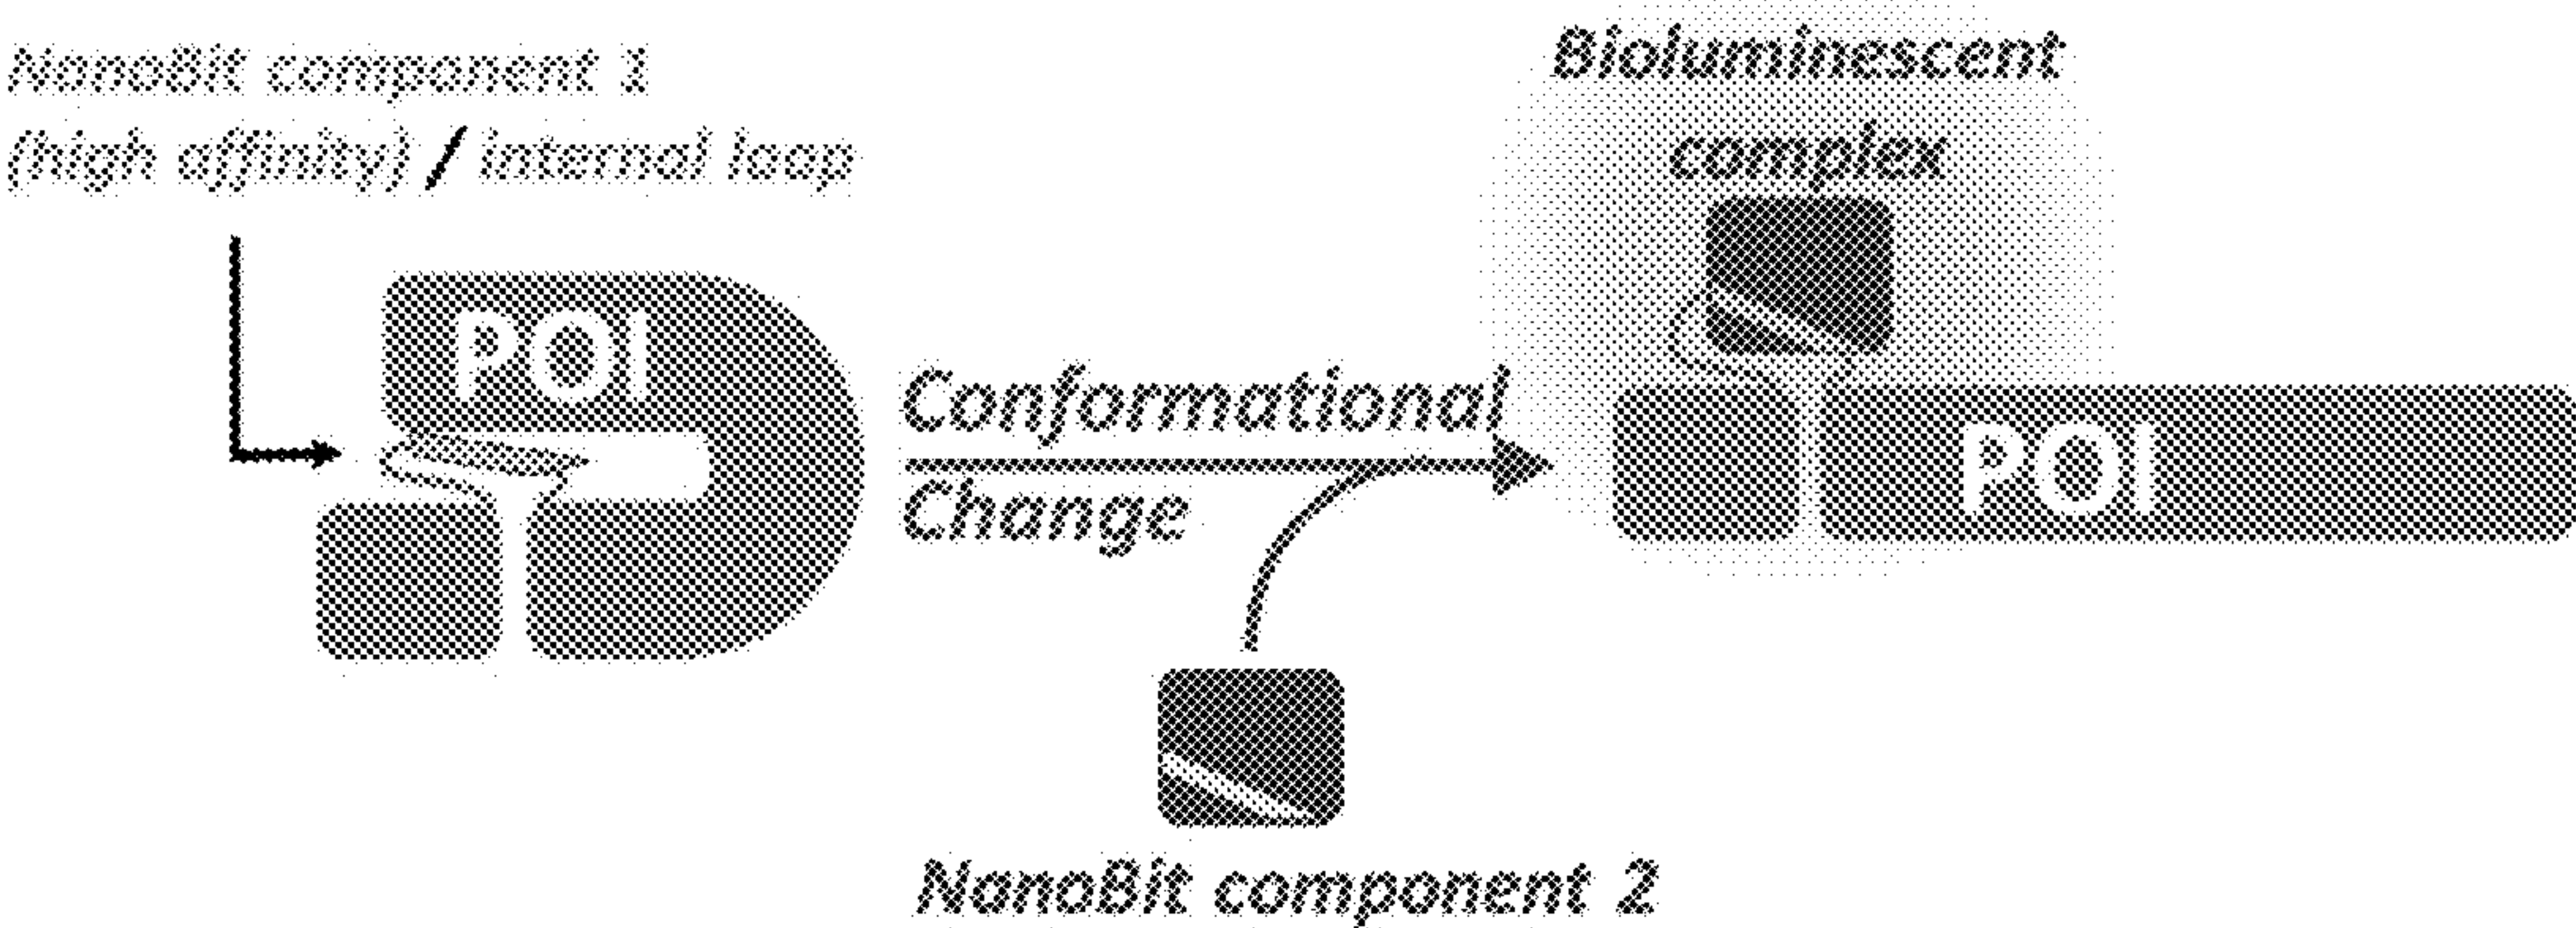 NanoBit component 1
(high affinity) / internal loop
Bioluminescent
complex
POI
Conformational
Change
POI
NanoBit component 2